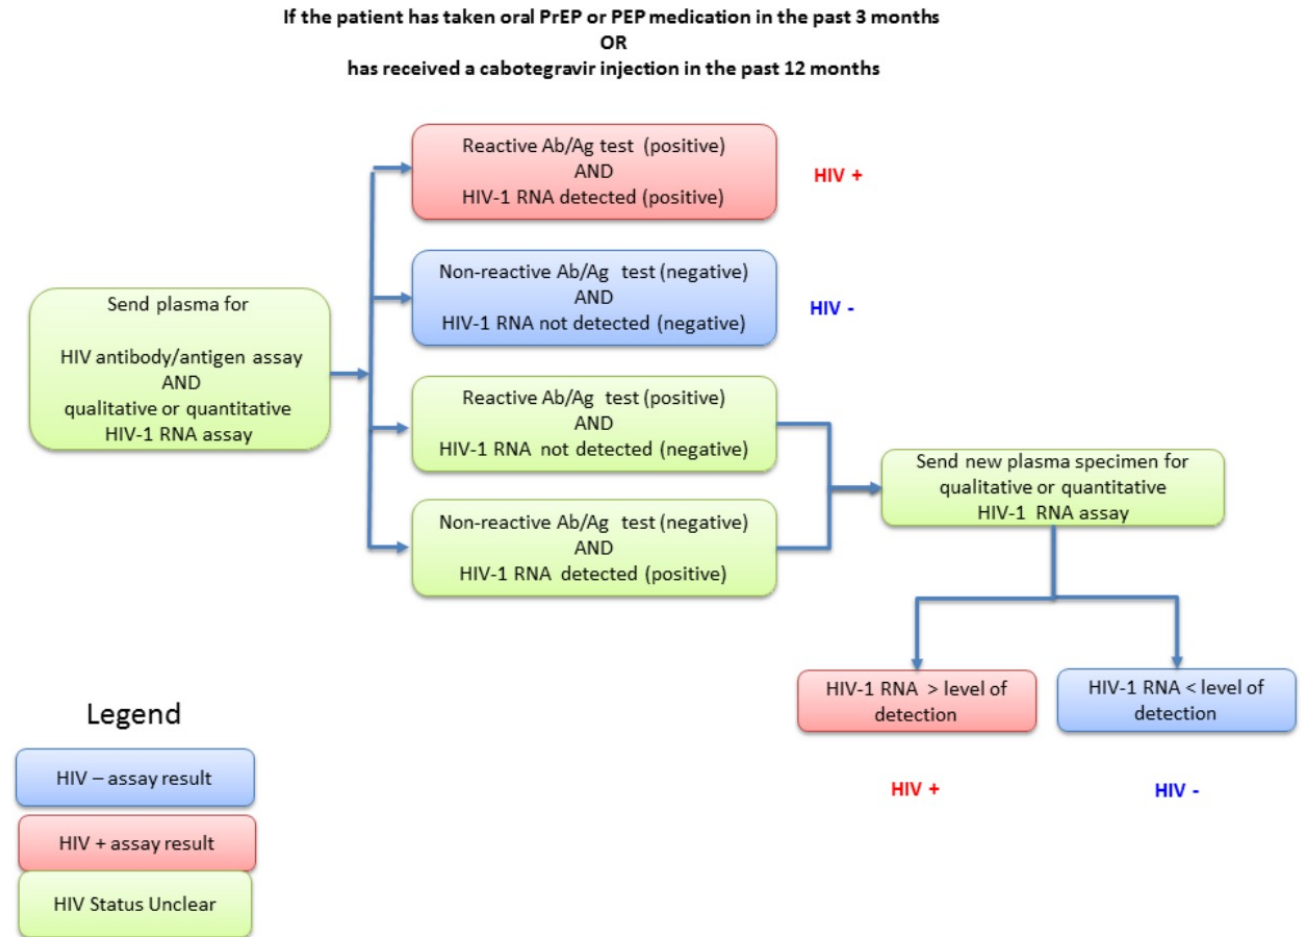 If the patient has taken oral PrEP or PEP medication in the past 3 months
OR
has received a cabotegravir injection in the past 12 months
Send plasma for
HIV antibody/antigen assay
AND
qualitative or quantitative
HIV-1 RNA assay
Reactive Ab/Ag test (positive)
AND
HIV-1 RNA detected (positive)
HIV +
Non-reactive Ab/Ag test (negative)
AND
HIV-1 RNA not detected (negative)
HIV -
Reactive Ab/Ag test (positive)
AND
HIV-1 RNA not detected (negative)
Non-reactive Ab/Ag test (negative)
AND
HIV-1 RNA detected (positive)
Send new plasma specimen for
qualitative or quantitative
HIV-1 RNA assay
HIV-1 RNA > level of
detection
HIV +
HIV-1 RNA < level of
detection
HIV -
Legend
HIV – assay result
HIV + assay result
HIV Status Unclear